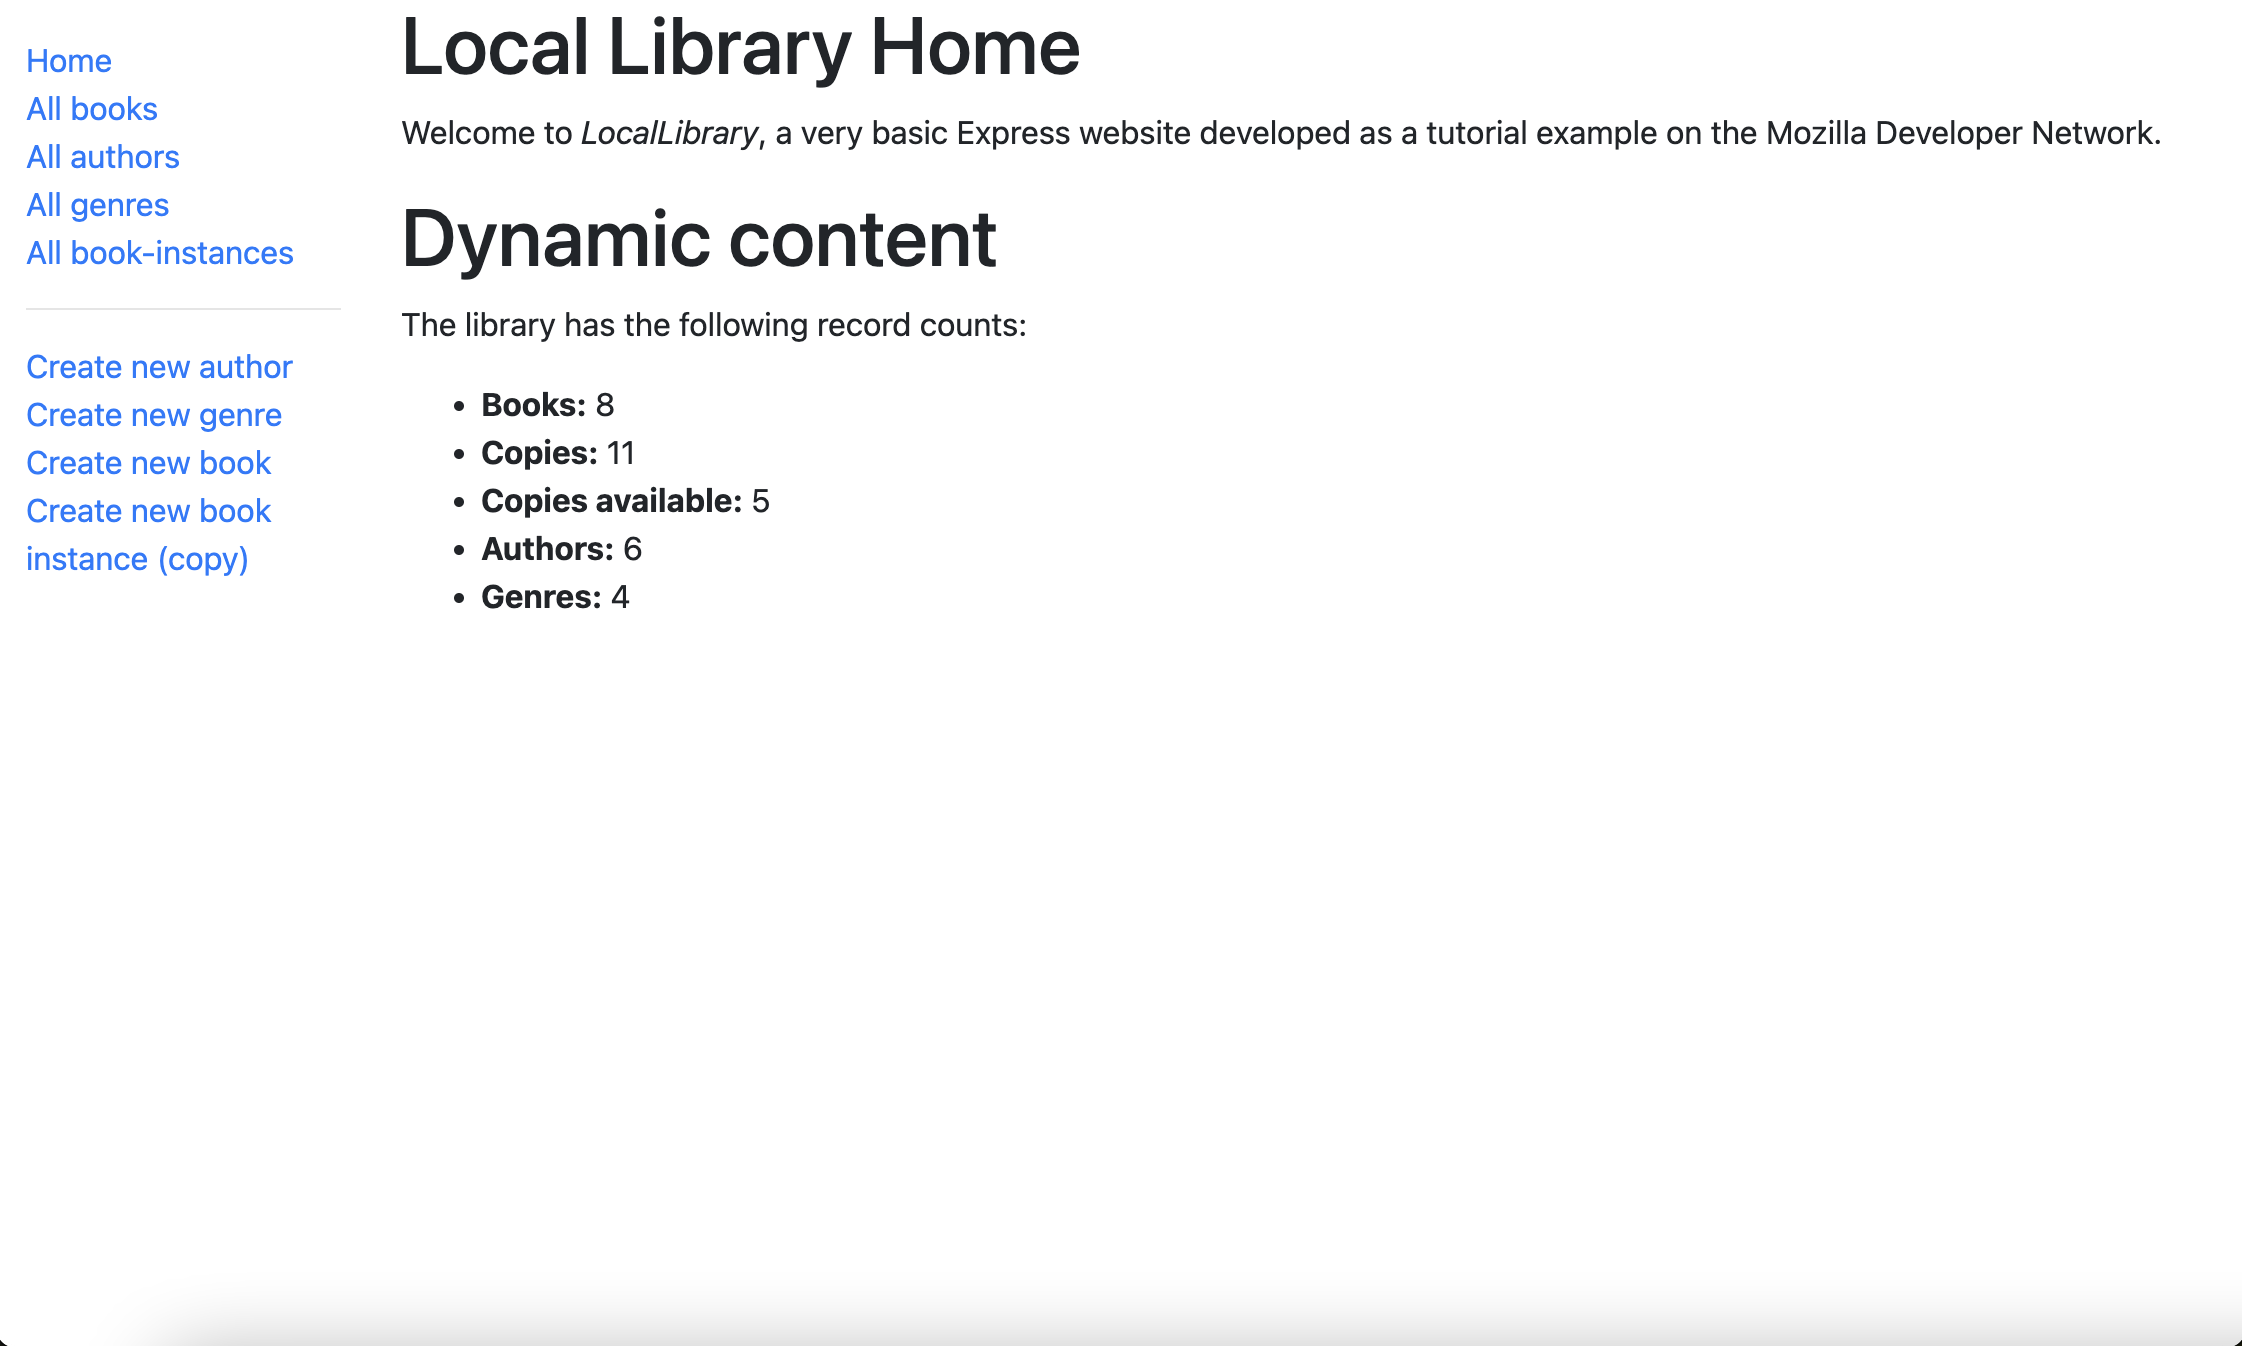 Home
All books
All authors
All genres
All book-instances
Create new author
Create new genre
Create new book
Create new book
instance (copy)
Local Library Home
Welcome to LocalLibrary, a very basic Express website developed as a tutorial example on the Mozilla Developer Network.
Dynamic content
The library has the following record counts:
• Books: 8
• Copies: 11
• Copies available: 5
• Authors: 6
• Genres: 4